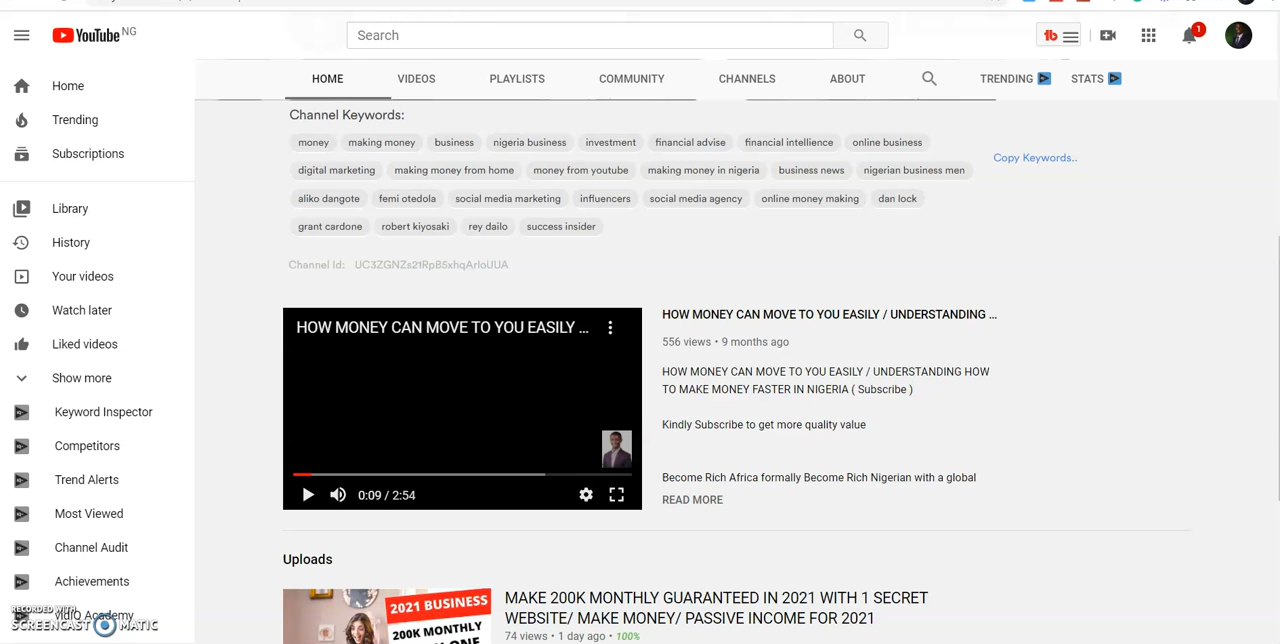 YouTube NG
Search
tb
1
Home
Trending
Subscriptions
Library
History
Your videos
Watch later
Liked videos
Show more
Keyword Inspector
Competitors
Trend Alerts
Most Viewed
Channel Audit
Achievements
vidIQ Academy
RECORDED WITH
SCREENCAST MATIC
HOME VIDEOS PLAYLISTS COMMUNITY CHANNELS ABOUT TRENDING STATS
Channel Keywords:
money making money business nigeria business investment financial advise financial intellience online business
digital marketing making money from home money from youtube making money in nigeria business news nigerian business men
aliko dangote femi otedola social media marketing influencers social media agency online money making dan lock
grant cardone robert kiyosaki rey dailo success insider
Copy Keywords..
Channel Id: UC3ZGNZs21RpB5xhqArloUUA
HOW MONEY CAN MOVE TO YOU EASILY ...
0:09 / 2:54
HOW MONEY CAN MOVE TO YOU EASILY / UNDERSTANDING ...
556 views • 9 months ago
HOW MONEY CAN MOVE TO YOU EASILY / UNDERSTANDING HOW
TO MAKE MONEY FASTER IN NIGERIA ( Subscribe )
Kindly Subscribe to get more quality value
Become Rich Africa formally Become Rich Nigerian with a global
READ MORE
Uploads
2021 BUSINESS
200K MONTHLY
MAKE 200K MONTHLY GUARANTEED IN 2021 WITH 1 SECRET
WEBSITE/ MAKE MONEY/ PASSIVE INCOME FOR 2021
74 views • 1 day ago • 100%